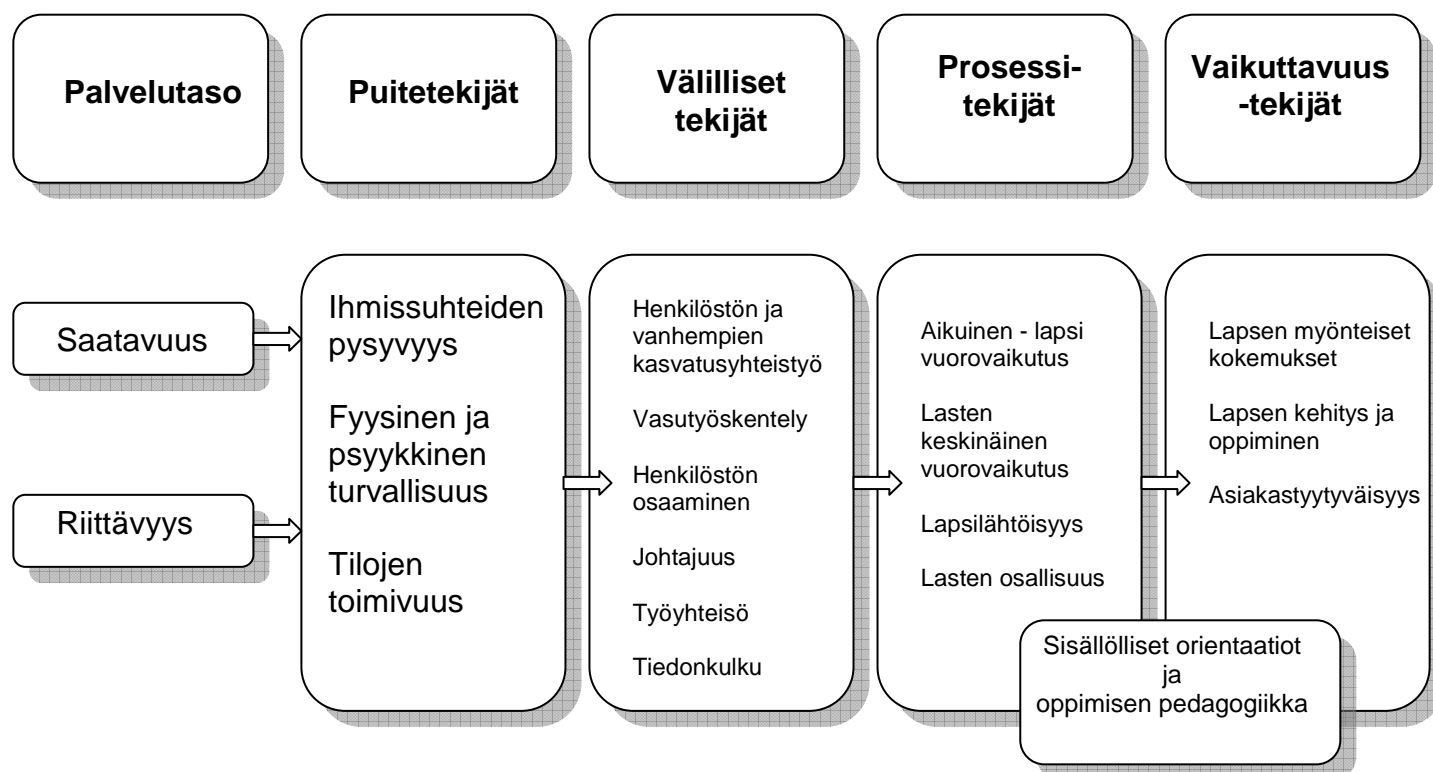 Palvelutaso
Puitetekijät
Välilliset
tekijät
Prosessi-
tekijät
Vaikuttavuus
-tekijät
Saatavuus
Riittävyys
Ihmissuhteiden
pysyvyys
Fyysinen ja
psyykkinen
turvallisuus
Tilojen
toimivuus
Henkilöstön ja
vanhempien
kasvatusyhteistyö
Vasutyöskentely
Henkilöstön
osaaminen
Johtajuus
Työyhteisö
Tiedonkulku
Aikuinen - lapsi
vuorovaikutus
Lasten
keskinäinen
vuorovaikutus
Lapsilähtöisyys
Lasten osallisuus
Lapsen myönteiset
kokemukset
Lapsen kehitys ja
oppiminen
Asiakastyytyväisyys
Sisällölliset orientaatiot
ja
oppimisen pedagogiikka